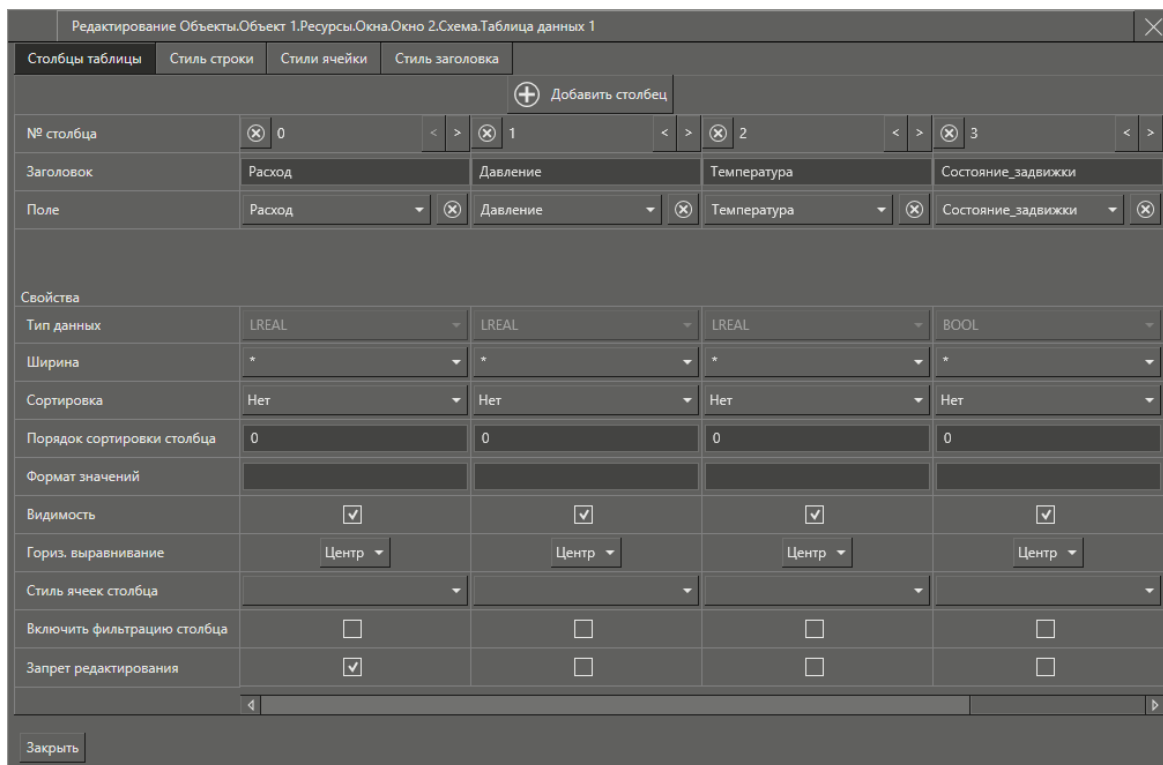 Редактирование Объекты.Объект 1.Ресурсы.Окна.Окно 2.Схема.Таблица данных 1
Столбцы таблицы Стиль строки Стили ячейки Стиль заголовка
Добавить столбец
№ столбца 0 < > 1 < > 2 < > 3 < >
Заголовок Расход Давление Температура Состояние_задвижки
Поле Расход Давление Температура Состояние_задвижки
Свойства
Тип данных LREAL LREAL LREAL BOOL
Ширина * * * *
Сортировка Нет Нет Нет Нет
Порядок сортировки столбца 0 0 0 0
Формат значений
Видимость
Гориз. выравнивание Центр Центр Центр Центр
Стиль ячеек столбца
Включить фильтрацию столбца
Запрет редактирования
Закрыть